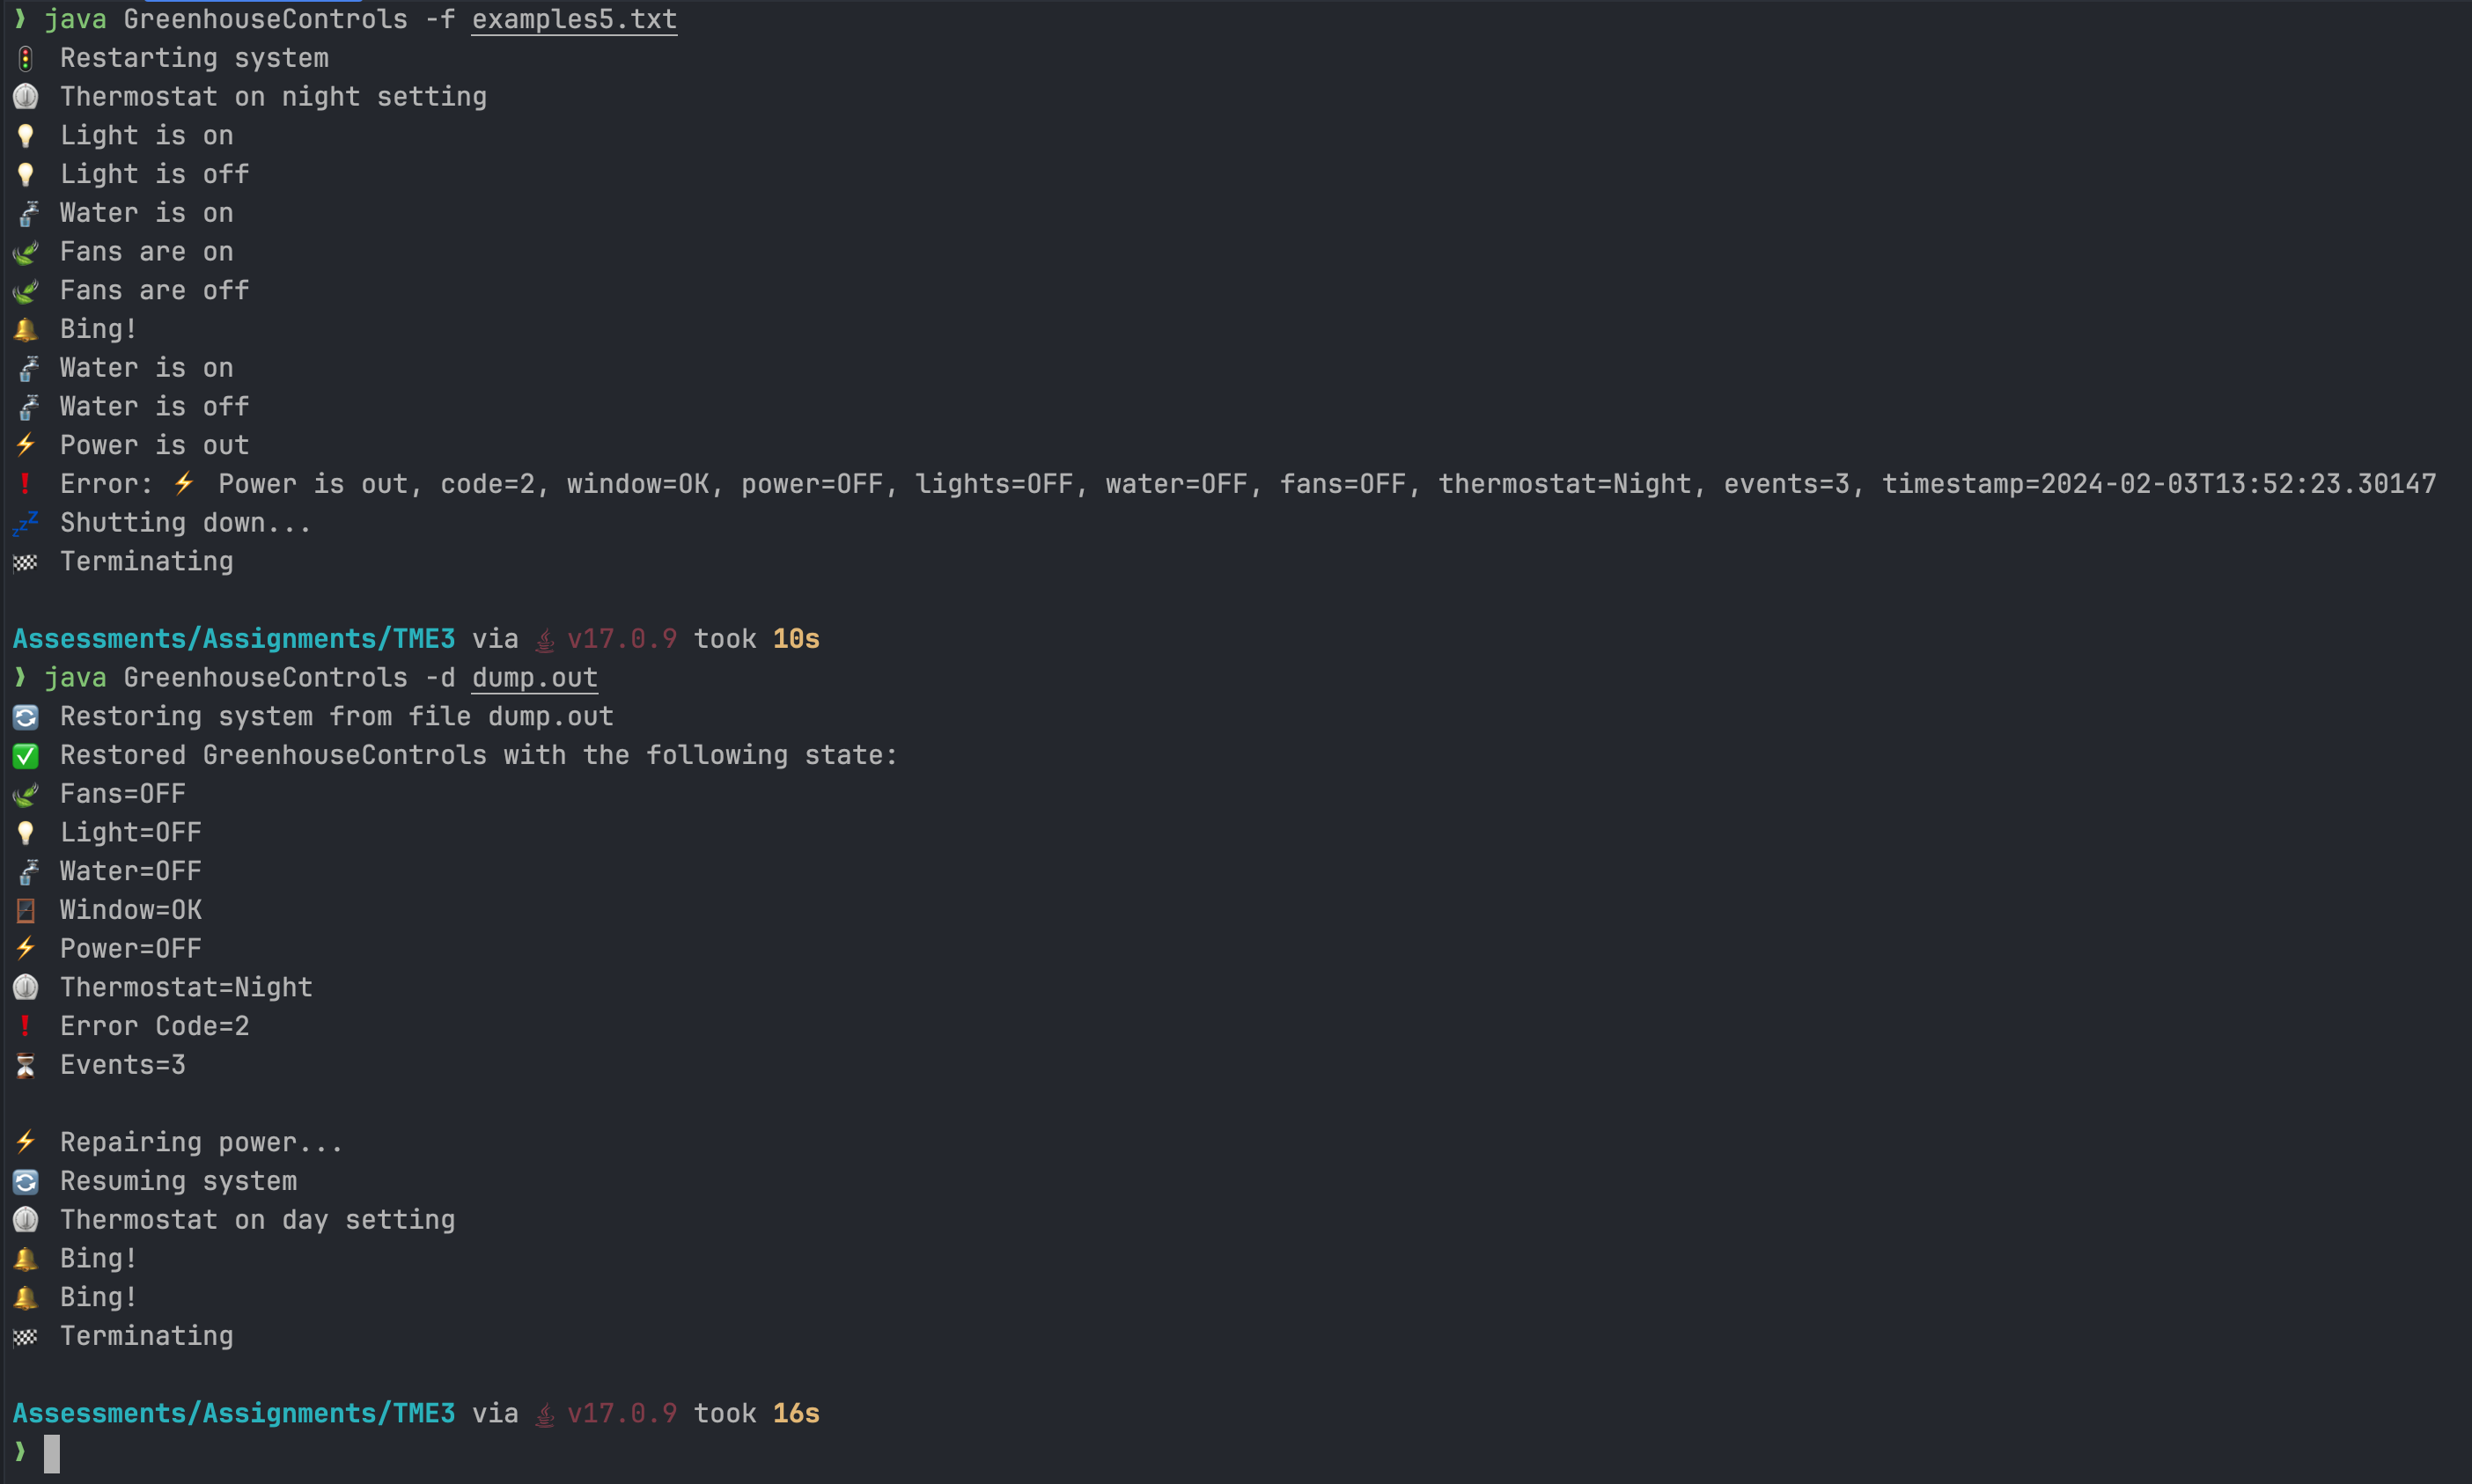 ❯ java GreenhouseControls -f examples5.txt
🚦 Restarting system
Thermostat on night setting
💡 Light is on
💡 Light is off
🚰 Water is on
🌿 Fans are on
🌿 Fans are off
🔔 Bing!
🚰 Water is on
🚰 Water is off
⚡ Power is out
❗ Error: ⚡ Power is out, code=2, window=OK, power=OFF, lights=OFF, water=OFF, fans=OFF, thermostat=Night, events=3, timestamp=2024-02-03T13:52:23.30147
💤 Shutting down...
🏁 Terminating
Assessments/Assignments/TME3 via ☕ v17.0.9 took 10s
❯ java GreenhouseControls -d dump.out
🔄 Restoring system from file dump.out
✅ Restored GreenhouseControls with the following state:
🌿 Fans=OFF
💡 Light=OFF
🚰 Water=OFF
Window=OK
⚡ Power=OFF
Thermostat=Night
❗ Error Code=2
⏳ Events=3
⚡ Repairing power...
🔄 Resuming system
Thermostat on day setting
🔔 Bing!
🔔 Bing!
🏁 Terminating
Assessments/Assignments/TME3 via ☕ v17.0.9 took 16s
❯